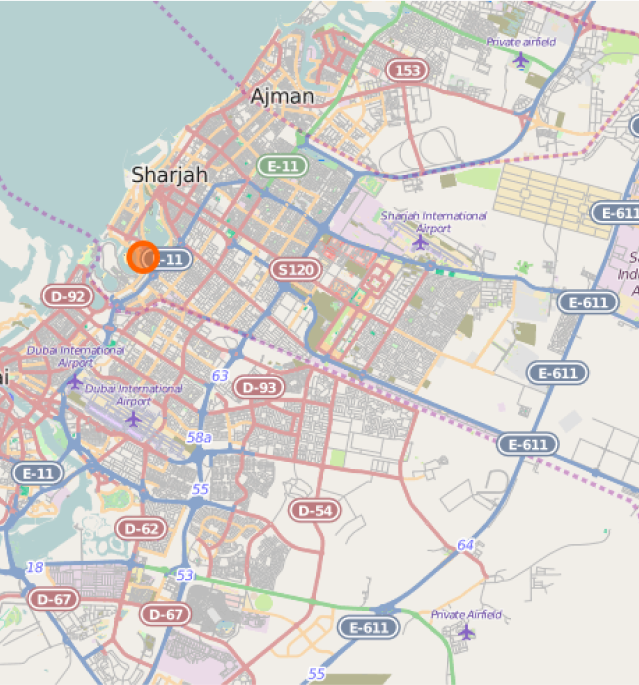 Private airfield
153
Ajman
E-11
Sharjah
E-611
Sharjah International
Airport
-11
S120
D-92
E-611
Dubai International
Airport
E-611
Dubai International
Airport
63
D-93
58a
E-611
E-11
55
D-54
D-62
64
18
53
D-67
D-67
E-611
Private Airfield
55